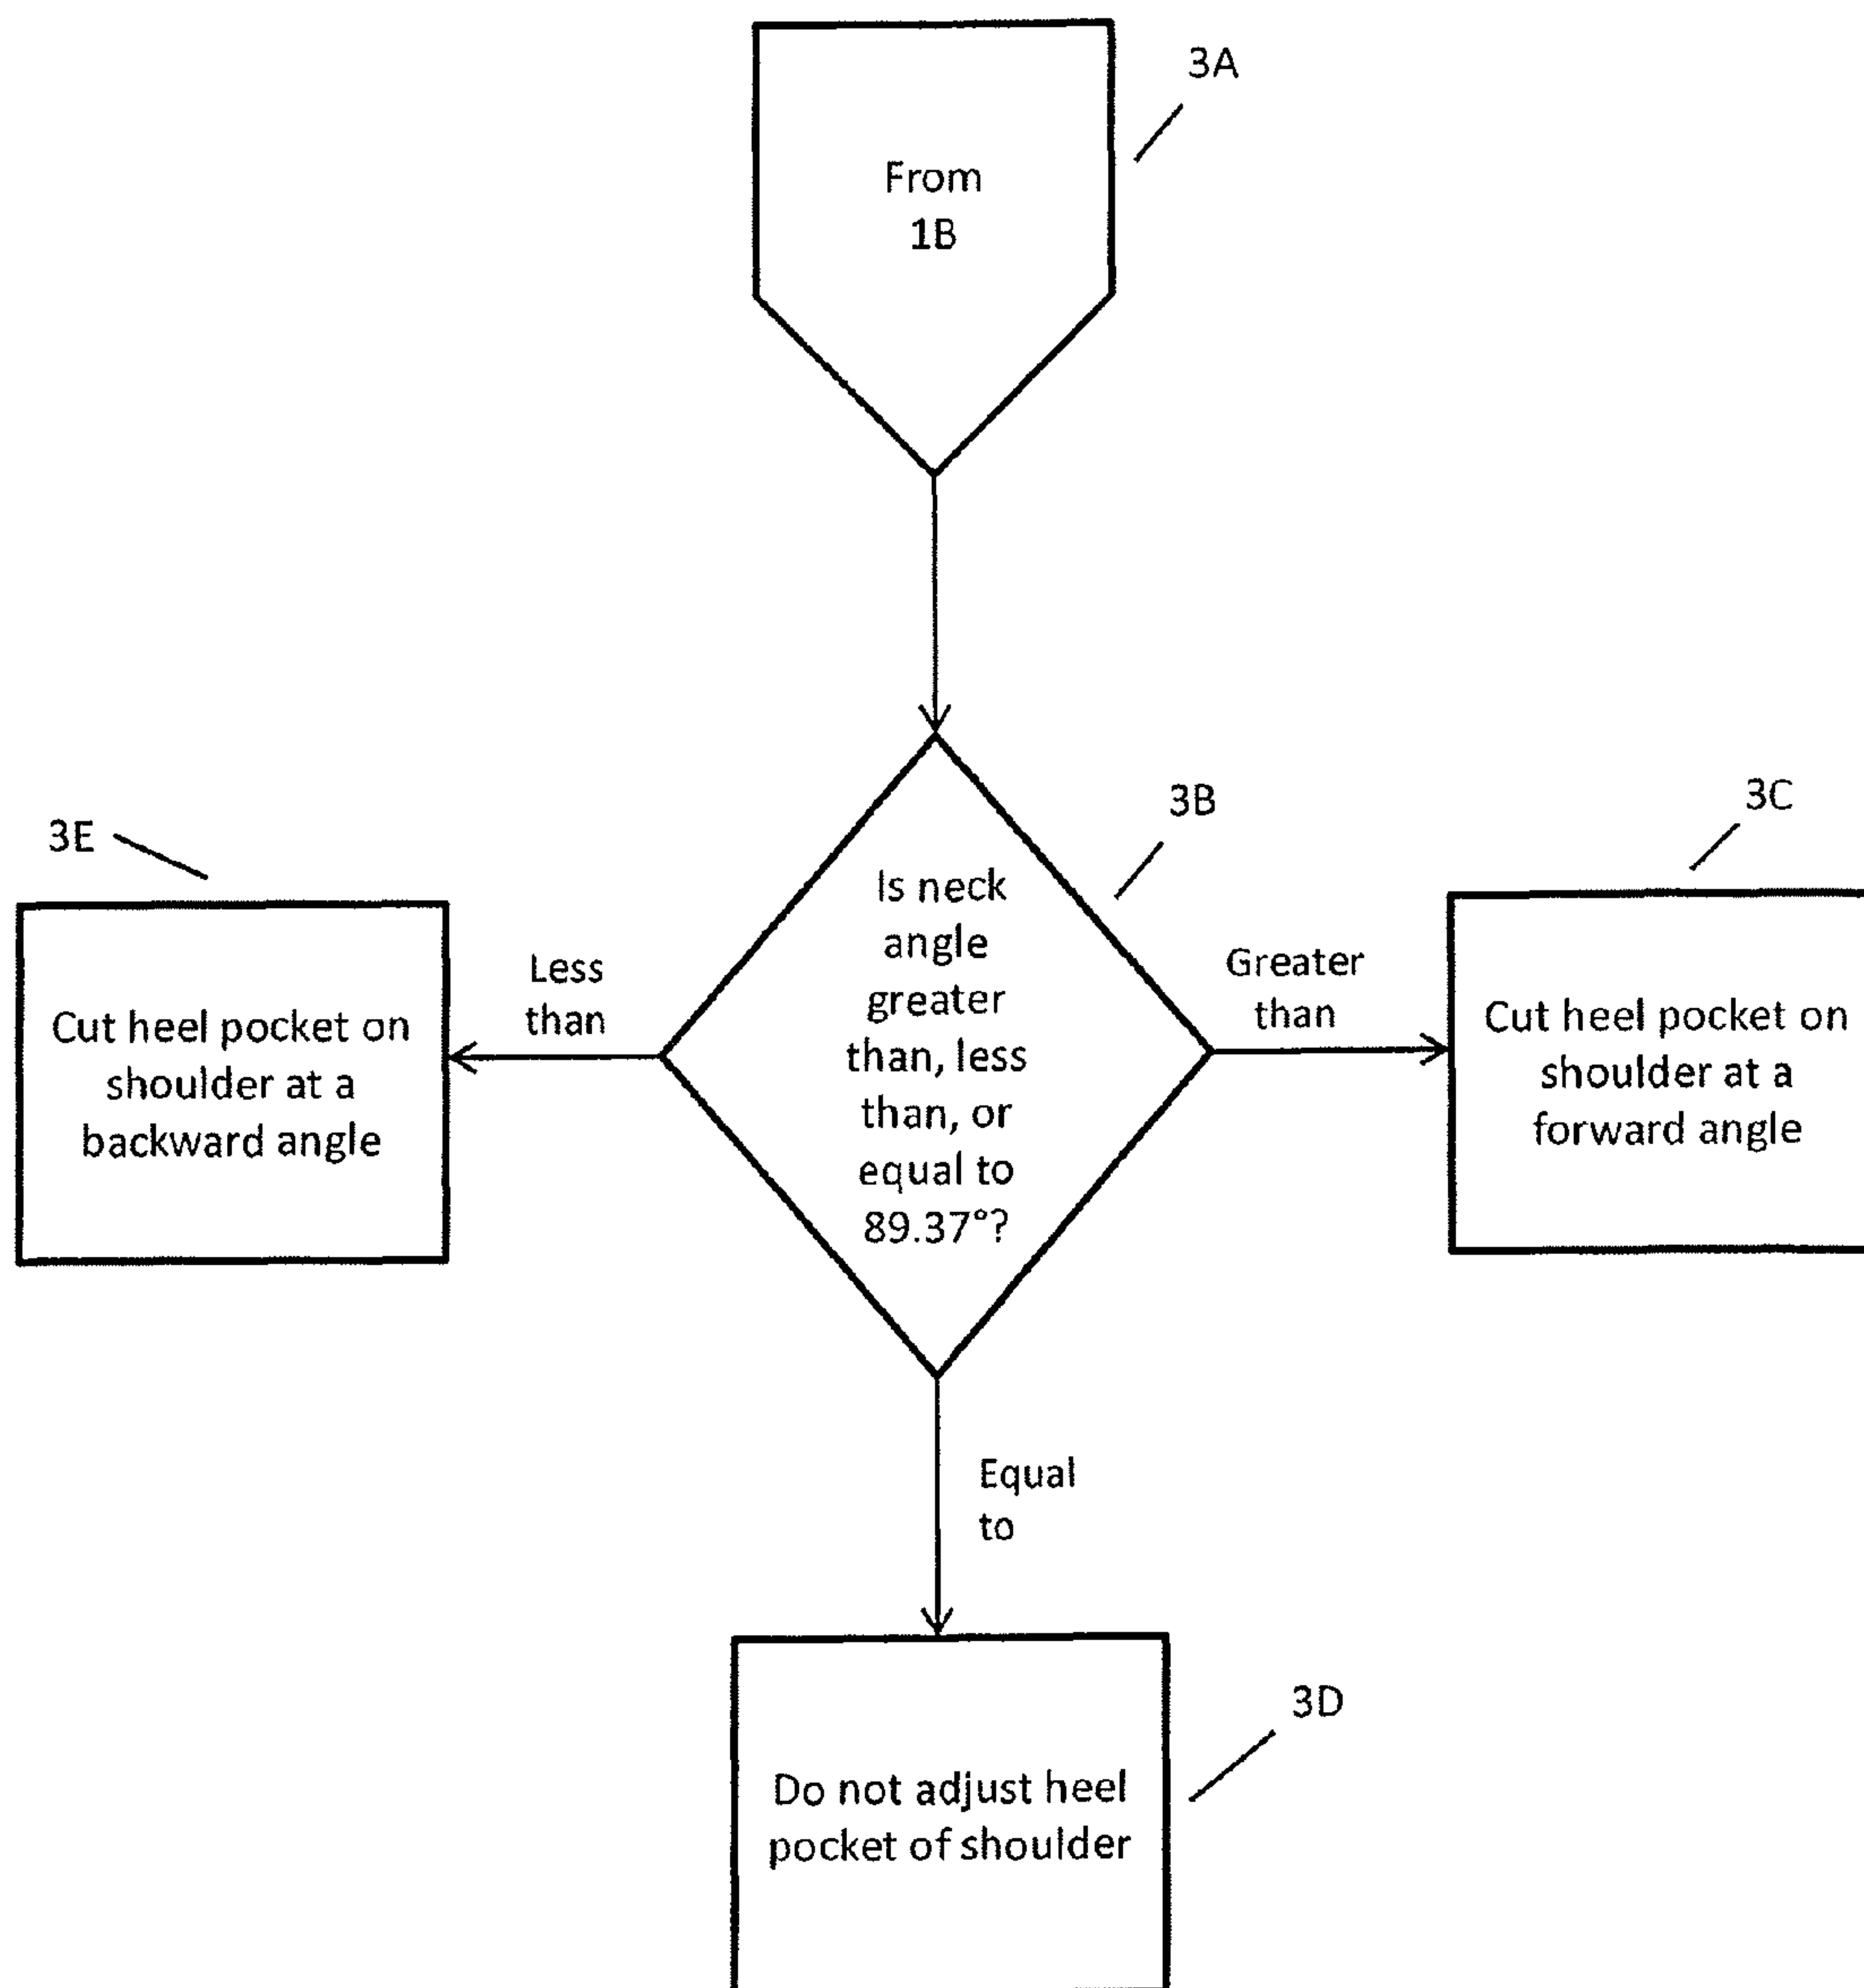 3A
From
1B
3B
3C
3E
Is neck
angle
greater
than, less
than, or
equal to
89.37°?
Less
than
Greater
than
Cut heel pocket on
shoulder at a
backward angle
Cut heel pocket on
shoulder at a
forward angle
Equal
to
3D
Do not adjust heel
pocket of shoulder